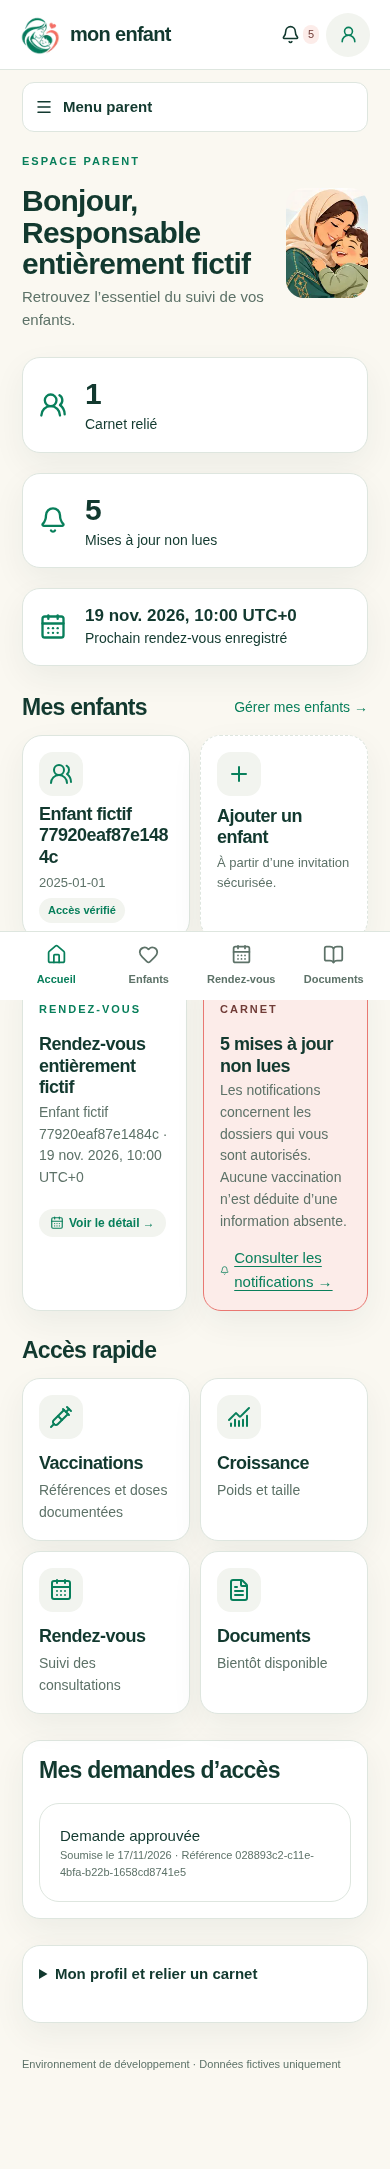 mon enfant
5
Menu parent
ESPACE PARENT
Bonjour,
Responsable
entièrement fictif
Retrouvez l’essentiel du suivi de vos
enfants.
1
Carnet relié
5
Mises à jour non lues
19 nov. 2026, 10:00 UTC+0
Prochain rendez-vous enregistré
Mes enfants
Gérer mes enfants →
Enfant fictif
77920eaf87e148
4c
2025-01-01
Accès vérifié
Ajouter un
enfant
À partir d’une invitation
sécurisée.
Accueil
Enfants
Rendez-vous
Documents
RENDEZ-VOUS
Rendez-vous
entièrement
fictif
Enfant fictif
77920eaf87e1484c ·
19 nov. 2026, 10:00
UTC+0
Voir le détail →
CARNET
5 mises à jour
non lues
Les notifications
concernent les
dossiers qui vous
sont autorisés.
Aucune vaccination
n’est déduite d’une
information absente.
Consulter les
notifications →
Accès rapide
Vaccinations
Références et doses
documentées
Croissance
Poids et taille
Rendez-vous
Suivi des
consultations
Documents
Bientôt disponible
Mes demandes d’accès
Demande approuvée
Soumise le 17/11/2026 · Référence 028893c2-c11e-
4bfa-b22b-1658cd8741e5
Mon profil et relier un carnet
Environnement de développement · Données fictives uniquement